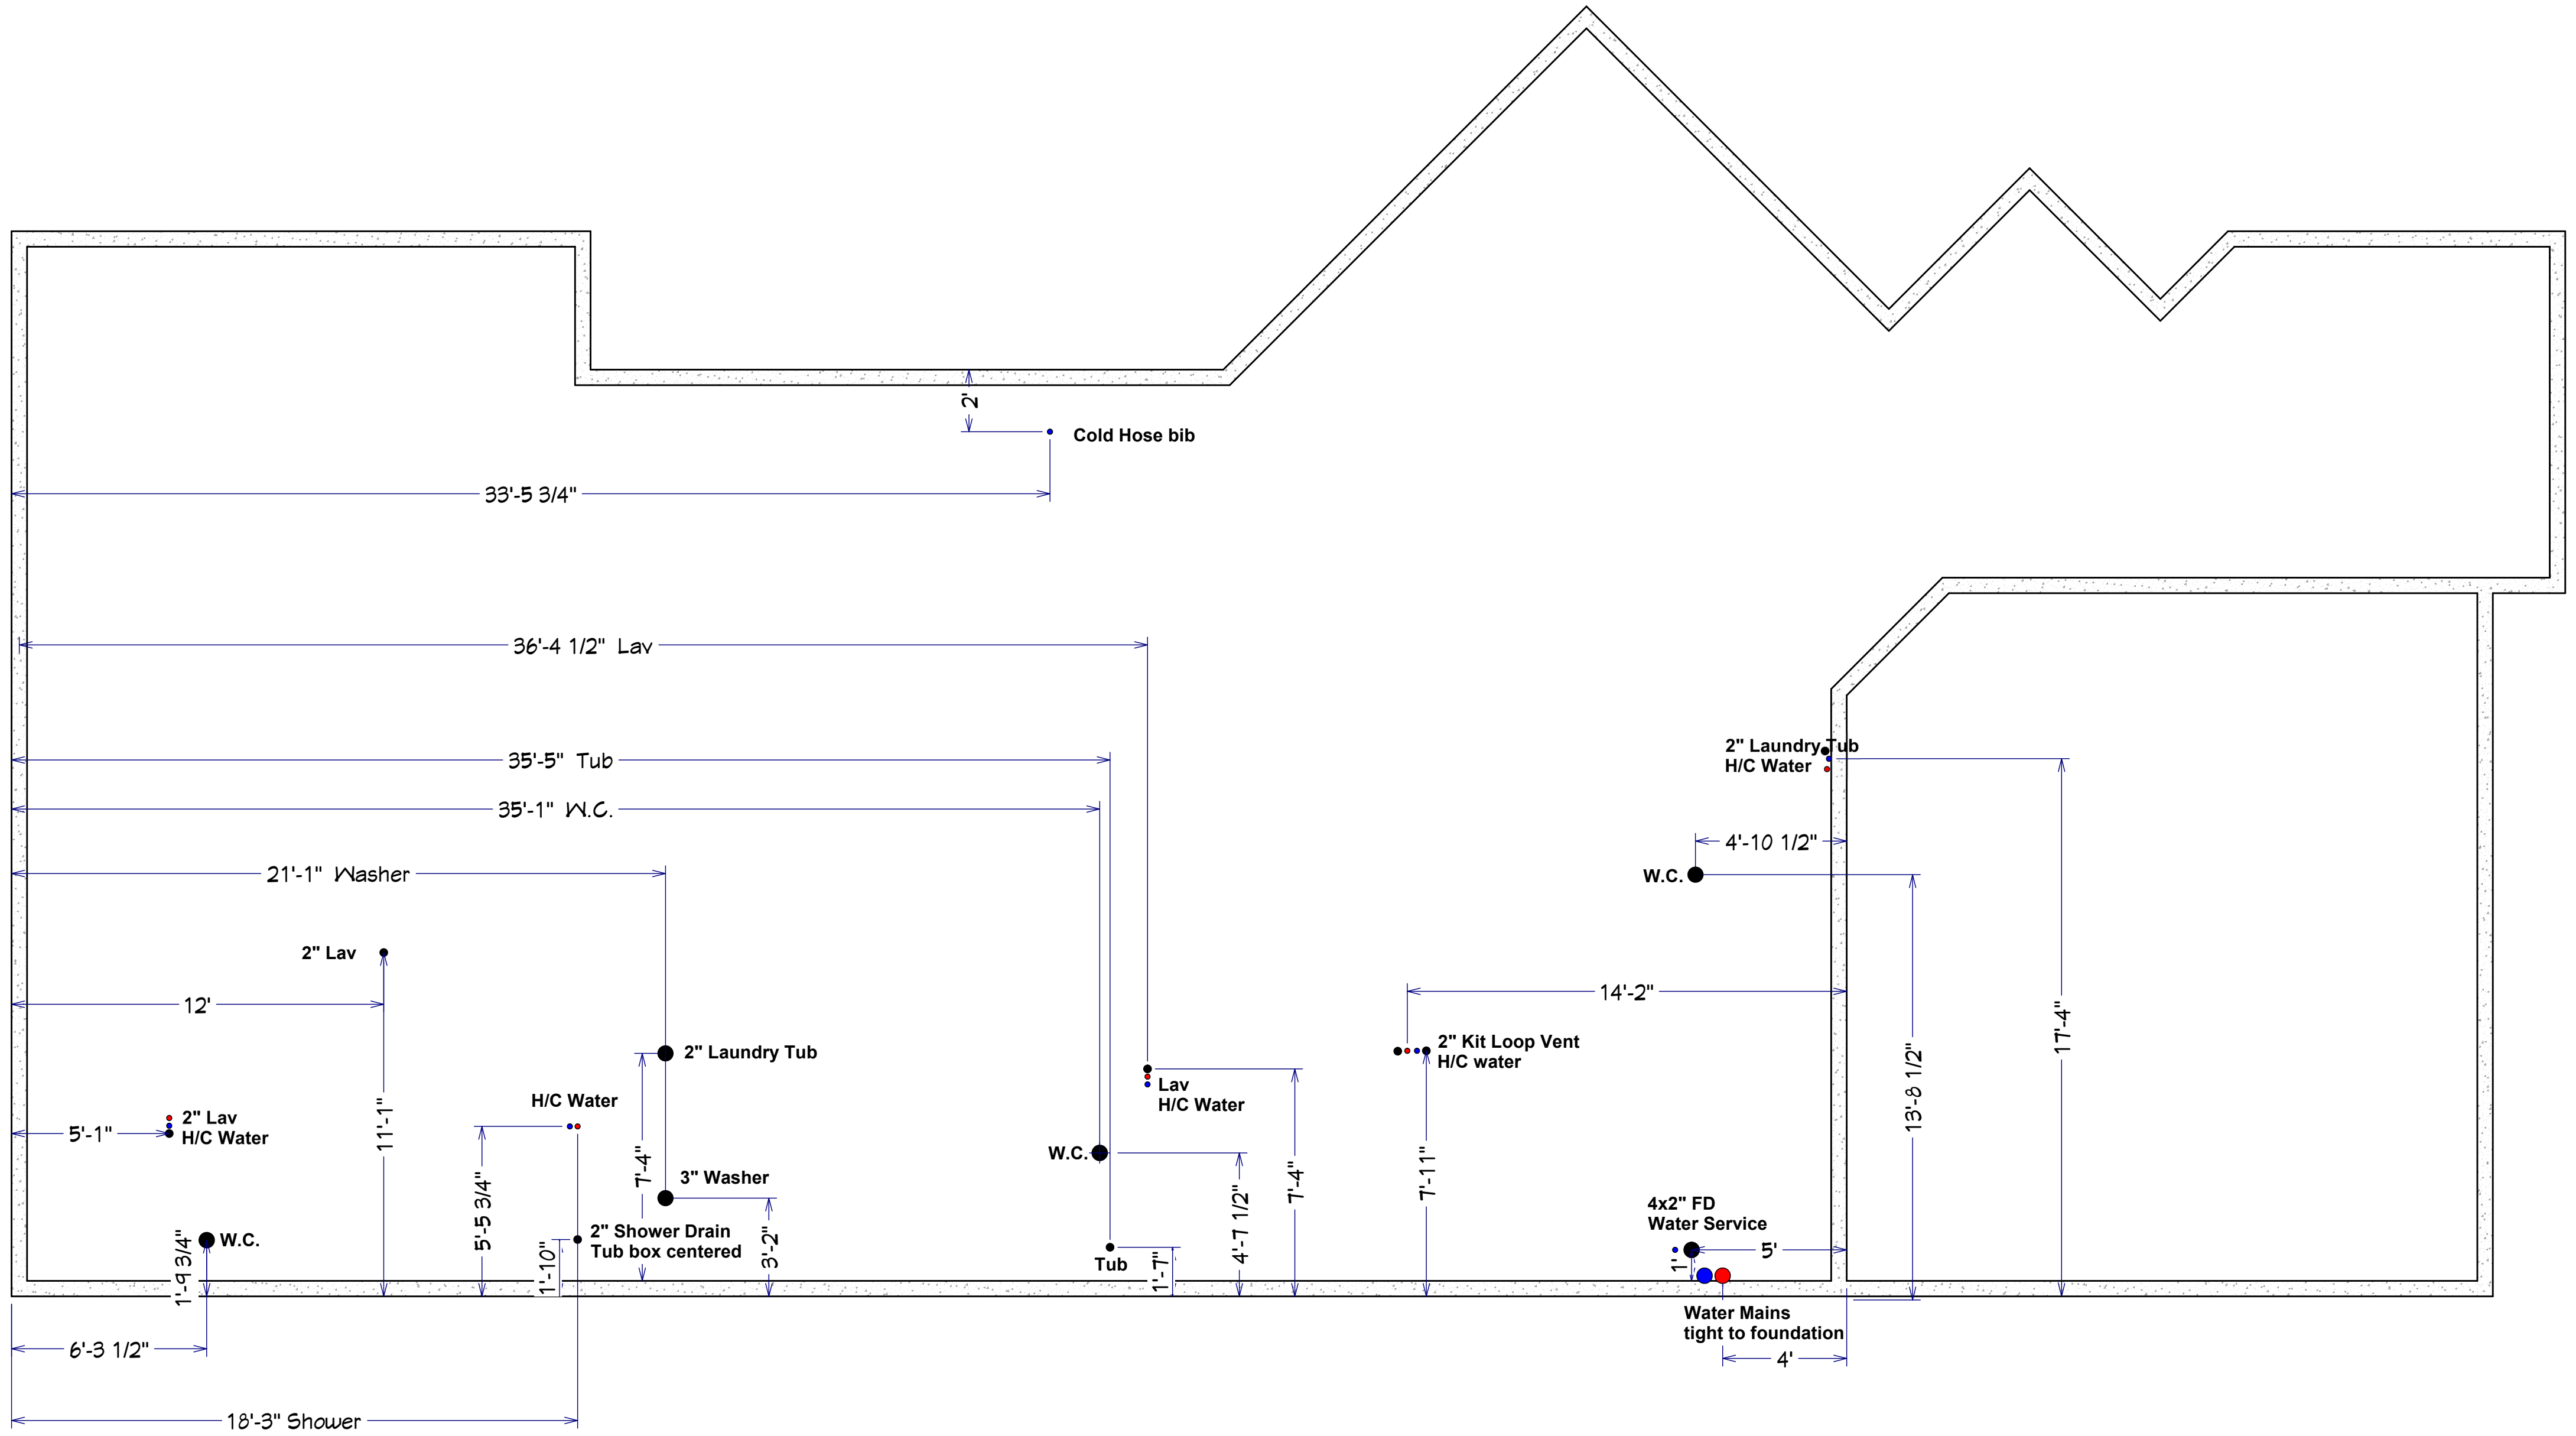 2'
Cold Hose bib
33'-5 3/4"
36'-4 1/2" Lav
2" Laundry Tub
H/C Water
35'-5" Tub
35'-1" W.C.
4'-10 1/2"
21'-1" Washer
W.C.
2" Lav
12'
14'-2"
17'-4"
2" Kit Loop Vent
H/C water
2" Laundry Tub
13'-8 1/2"
Lav
H/C Water
H/C Water
2" Lav
H/C Water
5'-1"
11'-1"
W.C.
7'-4"
7'-4"
7'-11"
3" Washer
5'-5 3/4"
4'-7 1/2"
4x2" FD
Water Service
2" Shower Drain
Tub box centered
W.C.
1'-9 3/4"
3'-2"
5'
1'
1'-10"
Tub
1'-7"
Water Mains
tight to foundation
6'-3 1/2"
4'
18'-3" Shower